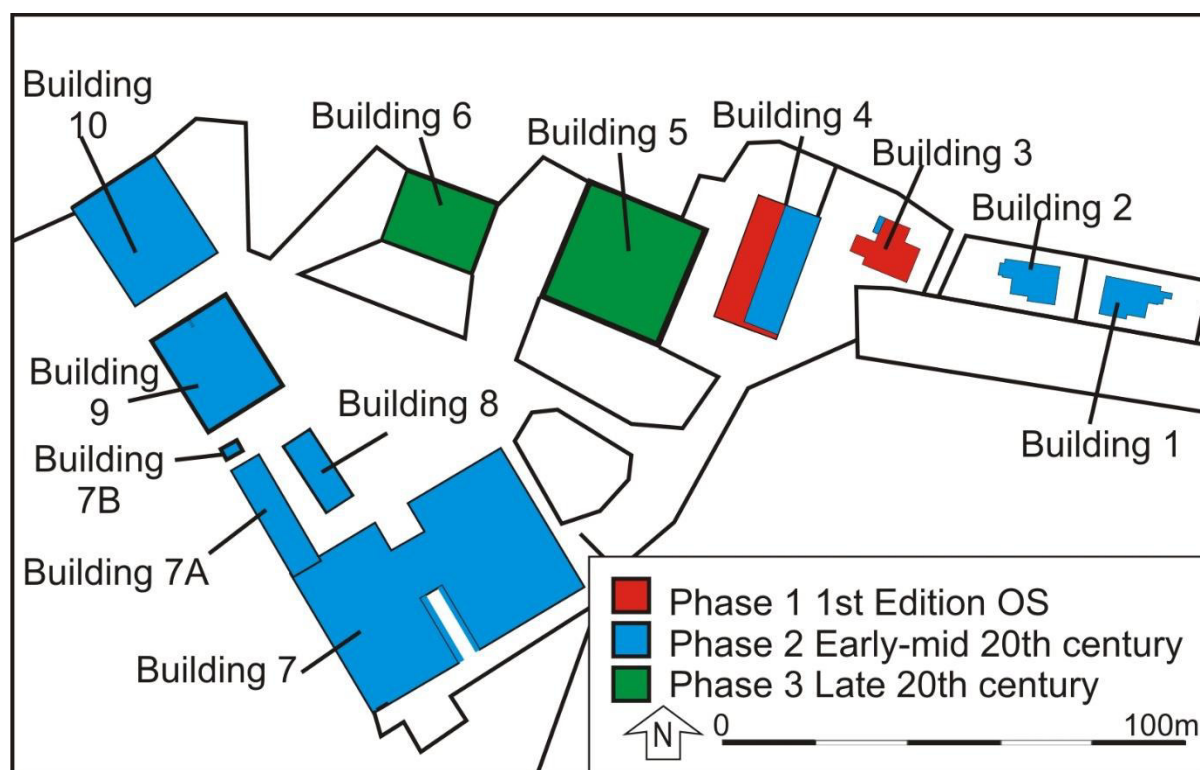 Building
10
Building 6
Building 5
Building 4
Building 3
Building 2
Building
9
Building 8
Building 1
Building
7B
Building 7A
Building 7
Phase 1 1st Edition OS
Phase 2 Early-mid 20th century
Phase 3 Late 20th century
N
0
100m